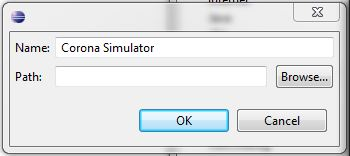 Name: Corona Simulator
Path: Browse...
OK Cancel